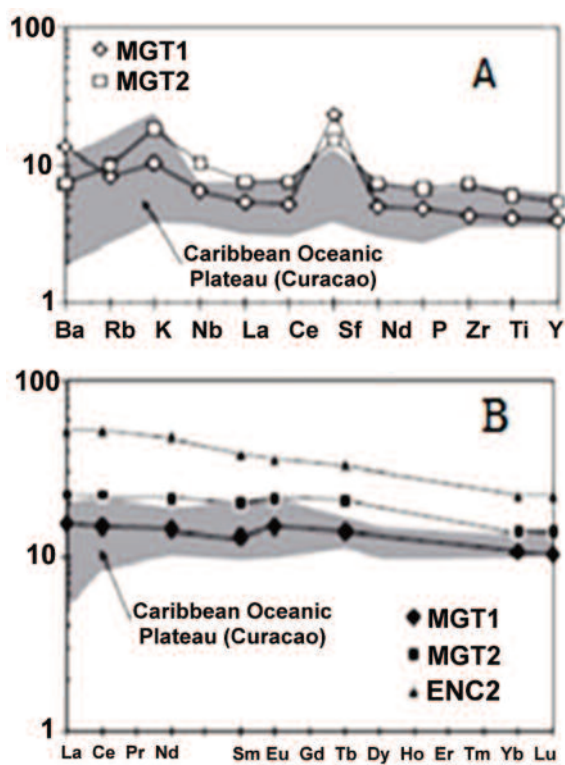 100
MGT1
MGT2
A
10
Caribbean Oceanic
Plateau (Curacao)
1
Ba Rb K Nb La Ce Sf Nd P Zr Ti Y
100
B
10
Caribbean Oceanic
Plateau (Curacao)
MGT1
MGT2
ENC2
1
La Ce Pr Nd Sm Eu Gd Tb Dy Ho Er Tm Yb Lu